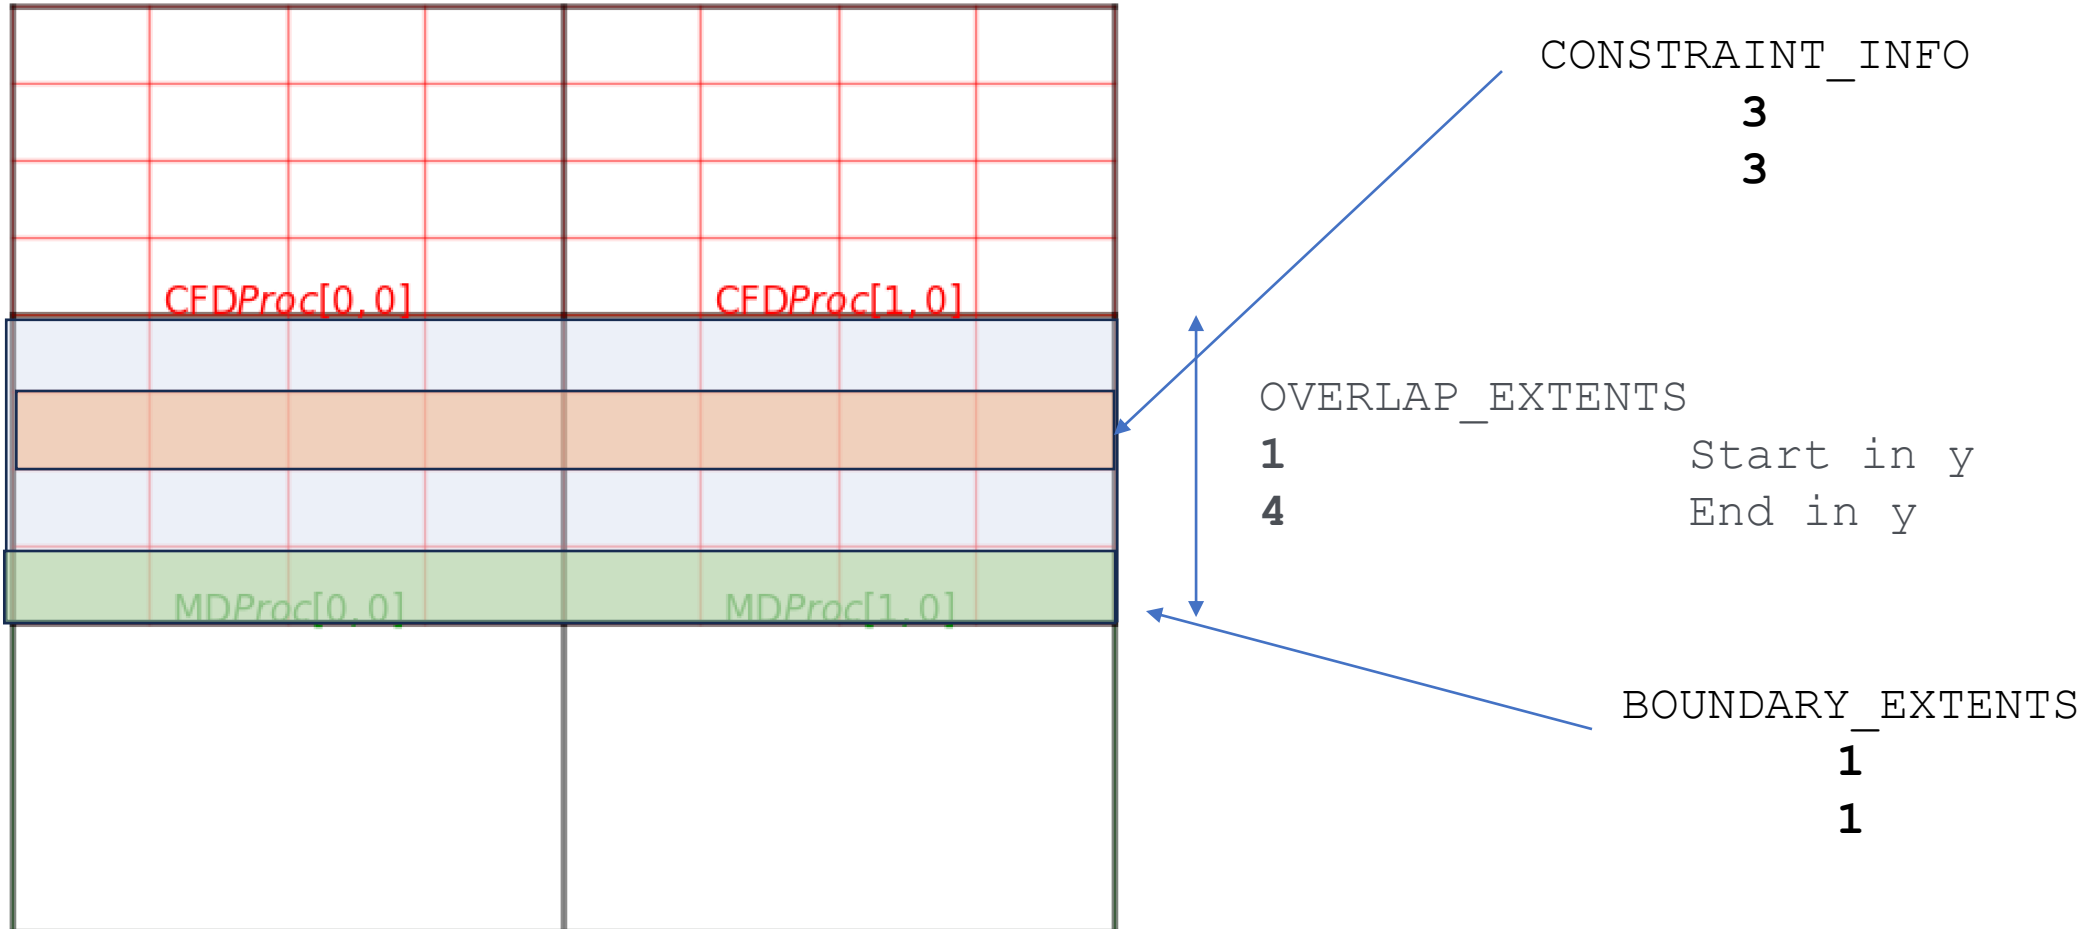 CONSTRAINT_INFO
3
3
CFDProc[0, 0]
CFDProc[1, 0]
OVERLAP_EXTENTS
1 Start in y
4 End in y
MDProc[0, 0]
MDProc[1, 0]
BOUNDARY_EXTENTS
1
1